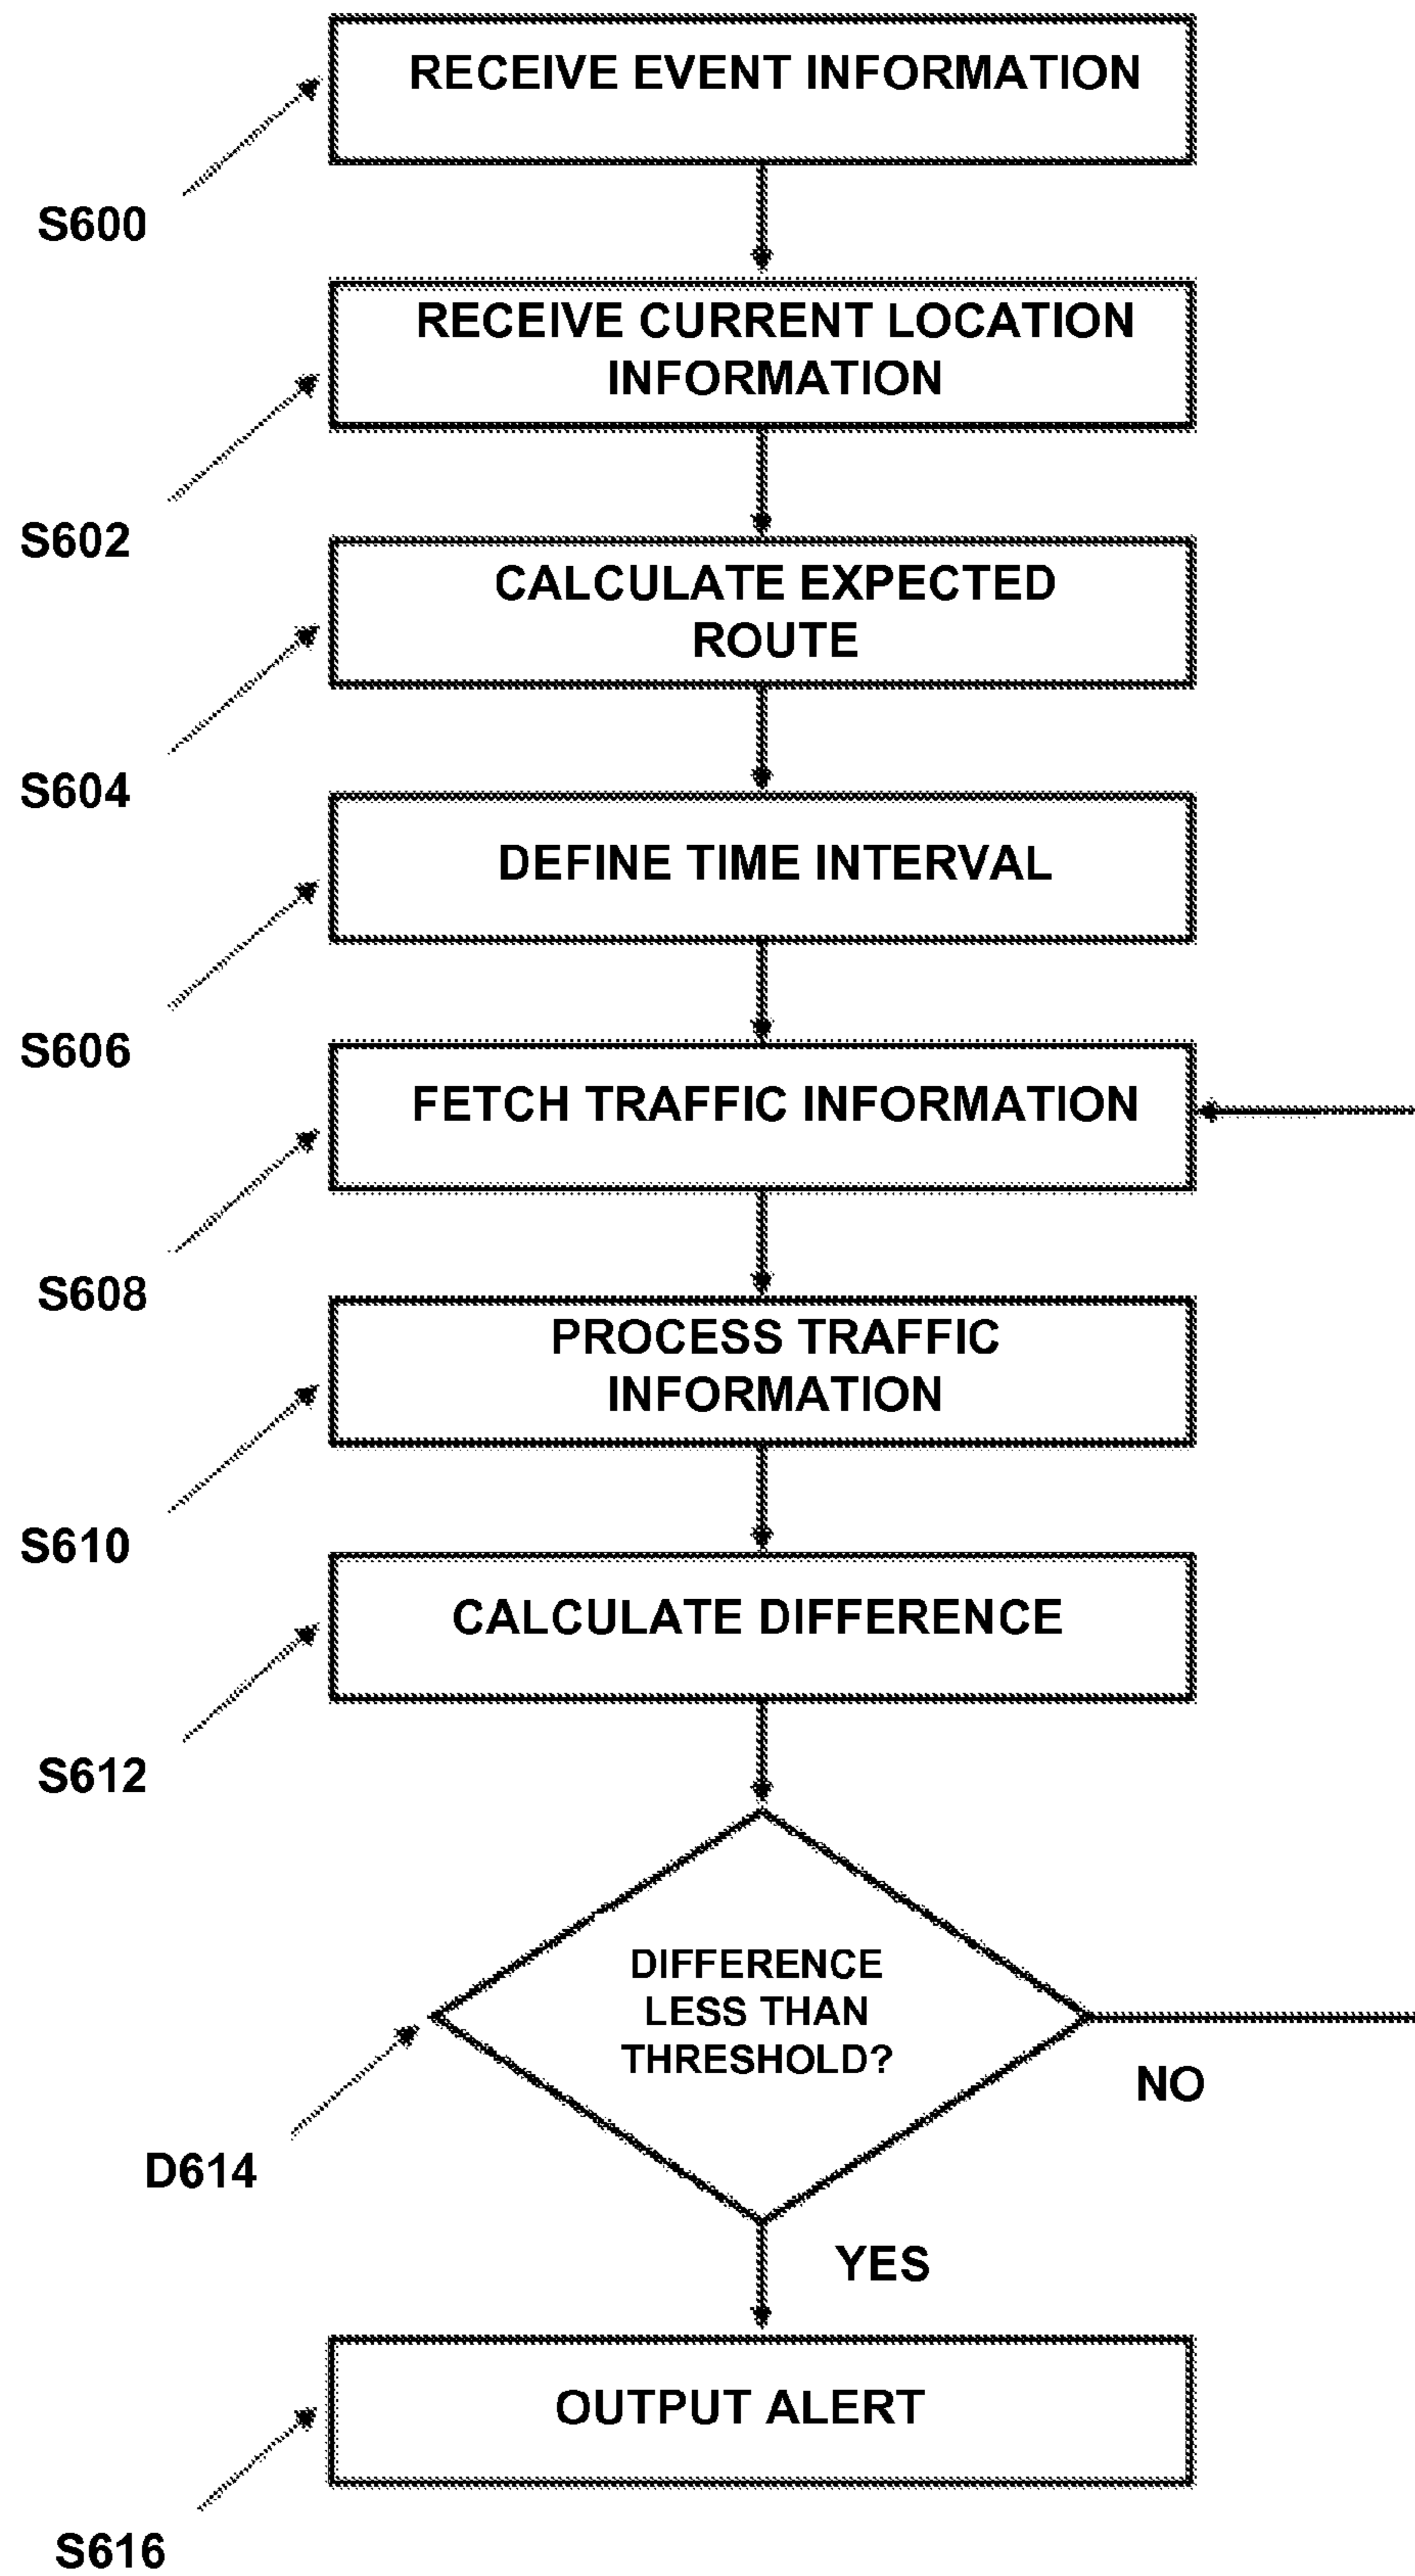 RECEIVE EVENT INFORMATION
S600
RECEIVE CURRENT LOCATION
INFORMATION
S602
CALCULATE EXPECTED
ROUTE
S604
DEFINE TIME INTERVAL
S606
FETCH TRAFFIC INFORMATION
S608
PROCESS TRAFFIC
INFORMATION
S610
CALCULATE DIFFERENCE
S612
DIFFERENCE
LESS THAN
THRESHOLD?
NO
D614
YES
OUTPUT ALERT
S616